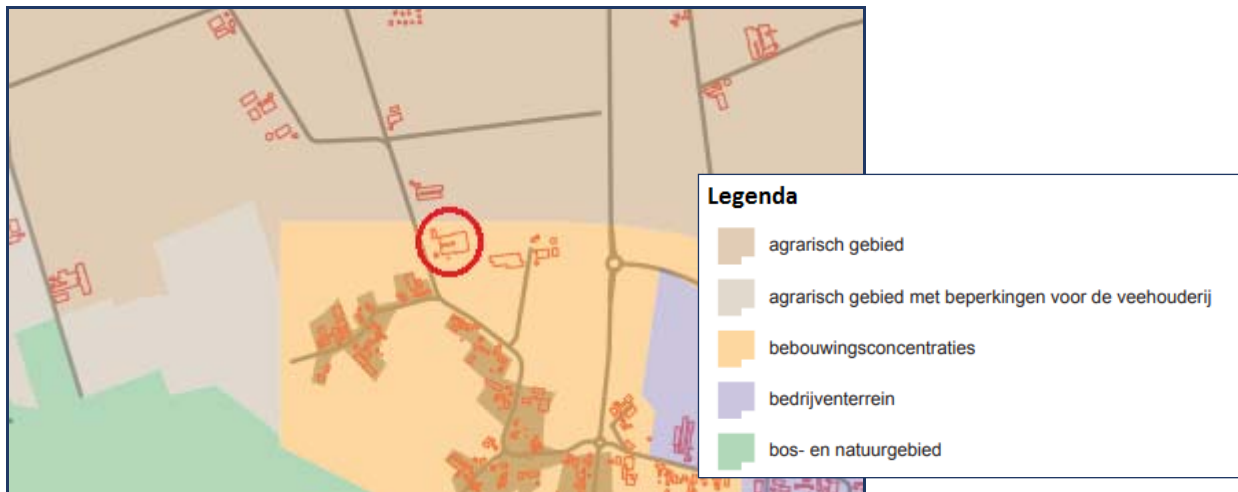 Legenda
agrarisch gebied
agrarisch gebied met beperkingen voor de veehouderij
bebouwingsconcentraties
bedrijventerrein
bos- en natuurgebied